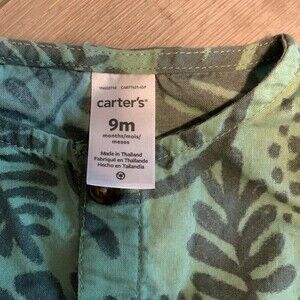 carter's®
9m
months/mois/
meses
Made in Thailand
Fabriqué en Thaïlande
Hecho en Tailandia